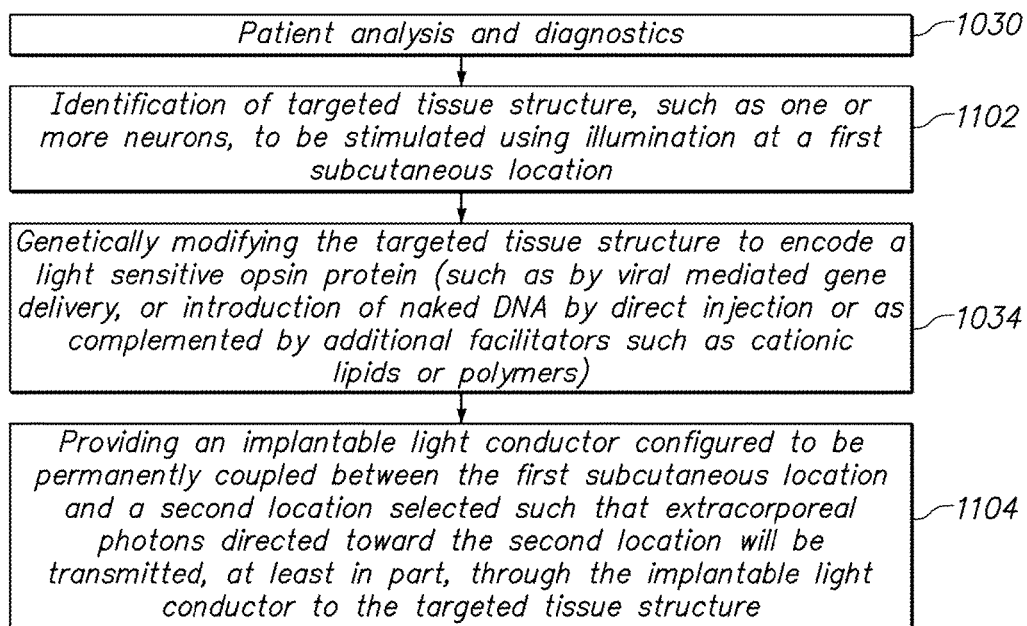 Patient analysis and diagnostics
1030
Identification of targeted tissue structure, such as one or
more neurons, to be stimulated using illumination at a first
subcutaneous location
1102
Genetically modifying the targeted tissue structure to encode a
light sensitive opsin protein (such as by viral mediated gene
delivery, or introduction of naked DNA by direct injection or as
complemented by additional facilitators such as cationic
lipids or polymers)
1034
Providing an implantable light conductor configured to be
permanently coupled between the first subcutaneous location
and a second location selected such that extracorporeal
photons directed toward the second location will be
transmitted, at least in part, through the implantable light
conductor to the targeted tissue structure
1104